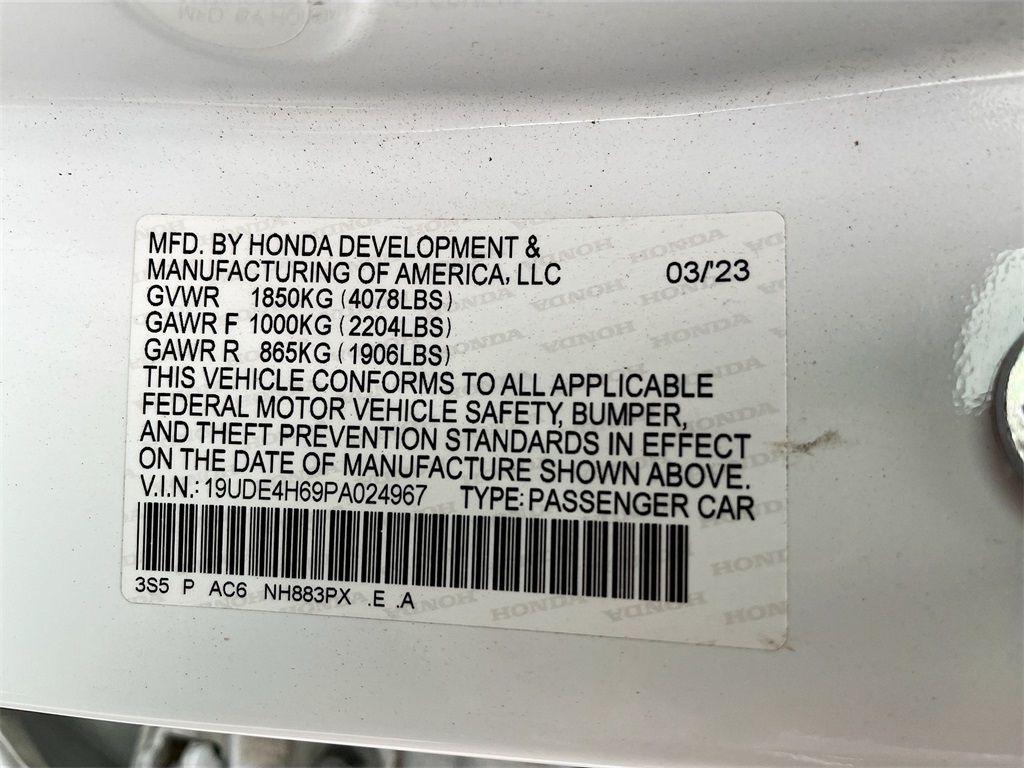 MFD. BY HONDA DEVELOPMENT &
MANUFACTURING OF AMERICA, LLC 03/'23
GVWR 1850KG (4078LBS)
GAWR F 1000KG (2204LBS)
GAWR R 865KG (1906LBS)
THIS VEHICLE CONFORMS TO ALL APPLICABLE
FEDERAL MOTOR VEHICLE SAFETY, BUMPER,
AND THEFT PREVENTION STANDARDS IN EFFECT
ON THE DATE OF MANUFACTURE SHOWN ABOVE.
V.I.N.: 19UDE4H69PA024967 TYPE: PASSENGER CAR
3S5 P AC6 NH883PX .E .A